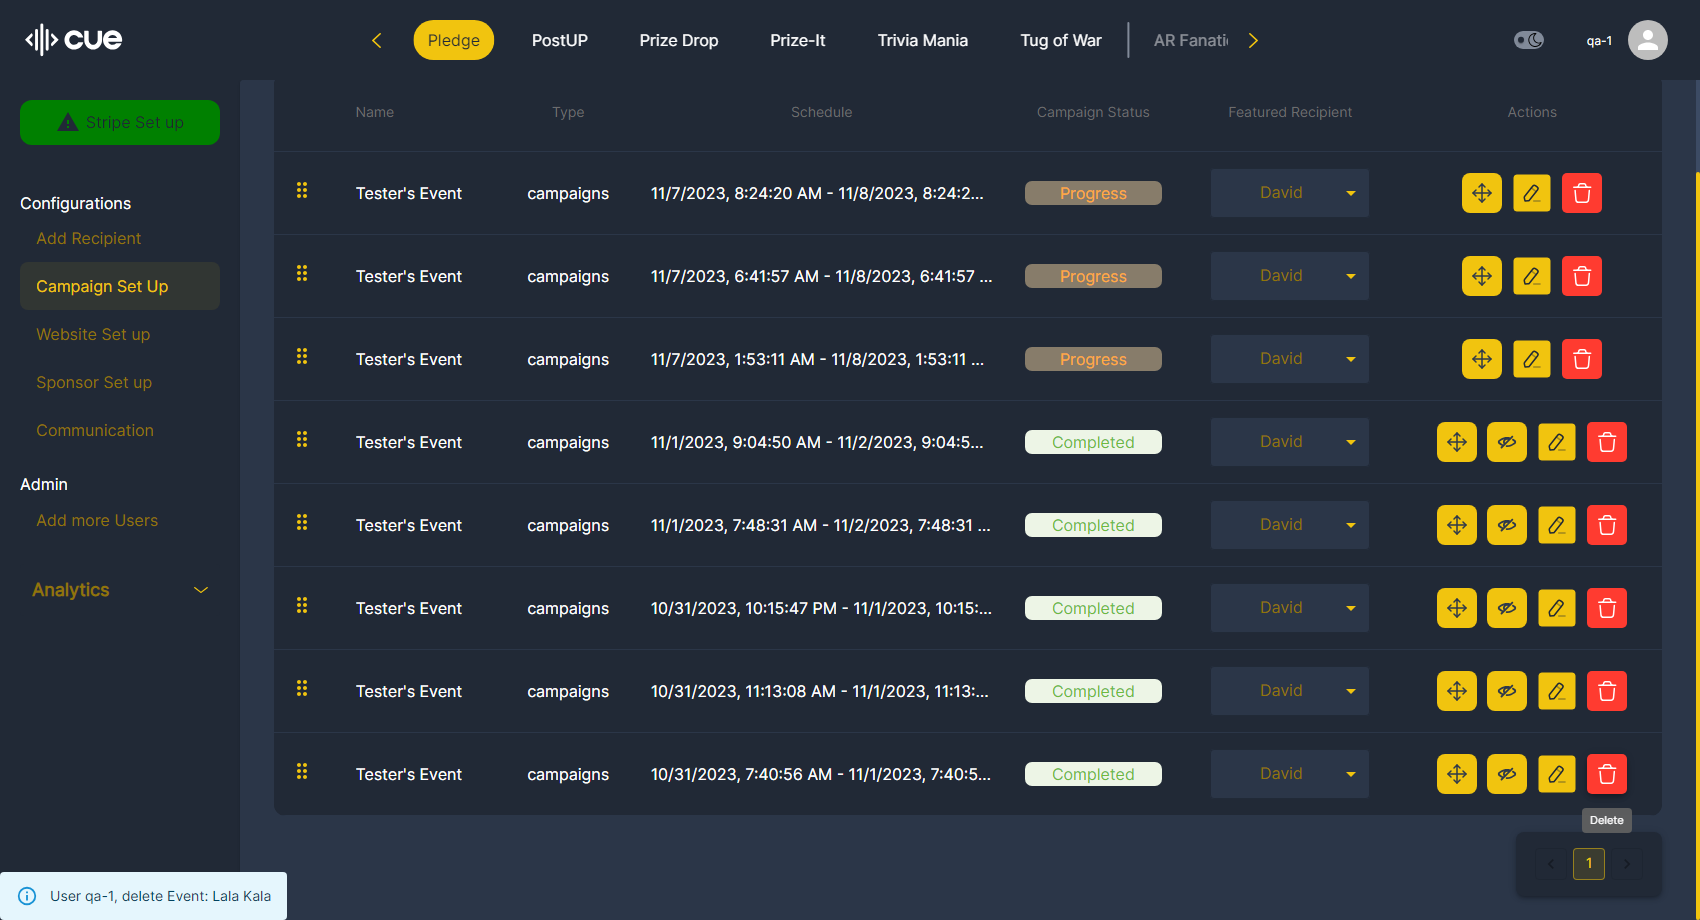 cue
Pledge
PostUP
Prize Drop
Prize-It
Trivia Mania
Tug of War
AR Fanati
qa-1
Stripe Set up
Configurations
Add Recipient
Campaign Set Up
Website Set up
Sponsor Set up
Communication
Admin
Add more Users
Analytics
Name Type Schedule Campaign Status Featured Recipient Actions
Tester's Event campaigns 11/7/2023, 8:24:20 AM - 11/8/2023, 8:24:2... Progress David
Tester's Event campaigns 11/7/2023, 6:41:57 AM - 11/8/2023, 6:41:57 ... Progress David
Tester's Event campaigns 11/7/2023, 1:53:11 AM - 11/8/2023, 1:53:11 ... Progress David
Tester's Event campaigns 11/1/2023, 9:04:50 AM - 11/2/2023, 9:04:5... Completed David
Tester's Event campaigns 11/1/2023, 7:48:31 AM - 11/2/2023, 7:48:31 ... Completed David
Tester's Event campaigns 10/31/2023, 10:15:47 PM - 11/1/2023, 10:15:... Completed David
Tester's Event campaigns 10/31/2023, 11:13:08 AM - 11/1/2023, 11:13:... Completed David
Tester's Event campaigns 10/31/2023, 7:40:56 AM - 11/1/2023, 7:40:5... Completed David
Delete
1
User qa-1, delete Event: Lala Kala